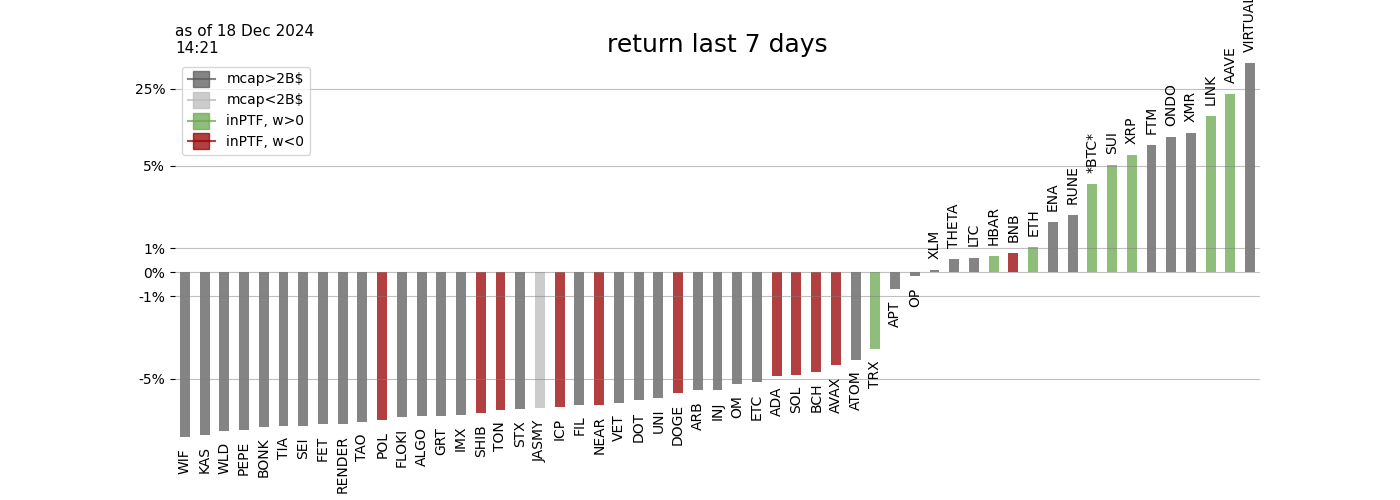 as of 18 Dec 2024
14:21
return last 7 days
mcap>2B$
mcap<2B$
inPTF, w>0
inPTF, w<0
25%
5%
1%
0%
-1%
-5%
WIF
KAS
WLD
PEPE
BONK
TIA
SEI
FET
RENDER
TAO
POL
FLOKI
ALGO
GRT
IMX
SHIB
TON
STX
JASMY
ICP
FIL
NEAR
VET
DOT
UNI
DOGE
ARB
INJ
OM
ETC
ADA
SOL
BCH
AVAX
ATOM
TRX
APT
OP
XLM
THETA
LTC
HBAR
BNB
ETH
ENA
RUNE
*BTC*
SUI
XRP
FTM
ONDO
XMR
LINK
AAVE
VIRTUAL